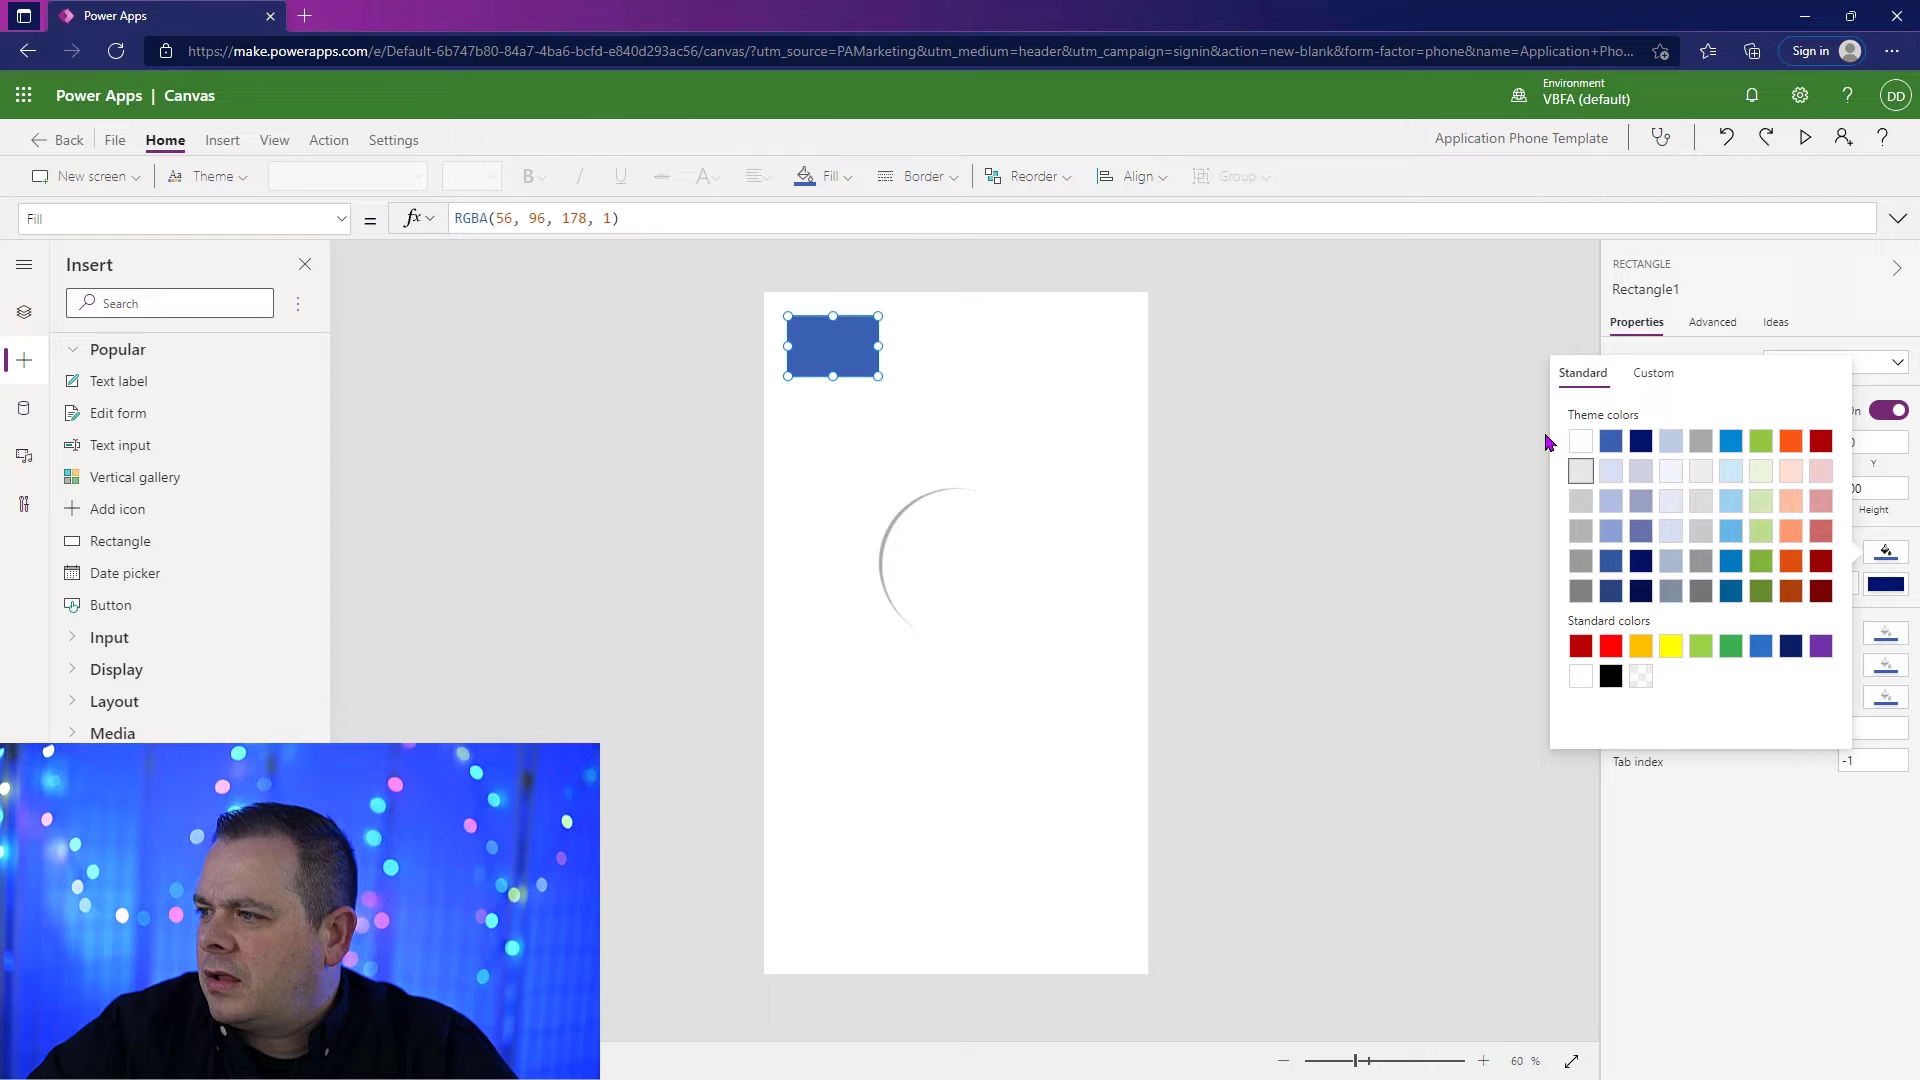 Power Apps
https://make.powerapps.com/e/Default-6b747b80-84a7-4ba6-bcfd-e840d293ac56/canvas/?utm_source=PAMarketing&utm_medium=header&utm_campaign=signin&action=new-blank&form-factor=phone&name=Application+Pho...
Sign in
Power Apps | Canvas
Environment
VBFA (default)
DD
Back
File
Home
Insert
View
Action
Settings
Application Phone Template
New screen
Theme
Fill
Border
Reorder
Align
Group
Fill
=
fx
RGBA(56, 96, 178, 1)
Insert
Search
Popular
Text label
Edit form
Text input
Vertical gallery
Add icon
Rectangle
Date picker
Button
Input
Display
Layout
Media
RECTANGLE
Rectangle1
Properties
Advanced
Ideas
Standard
Custom
Theme colors
Standard colors
Y
Height
Tab index
-1
60 %